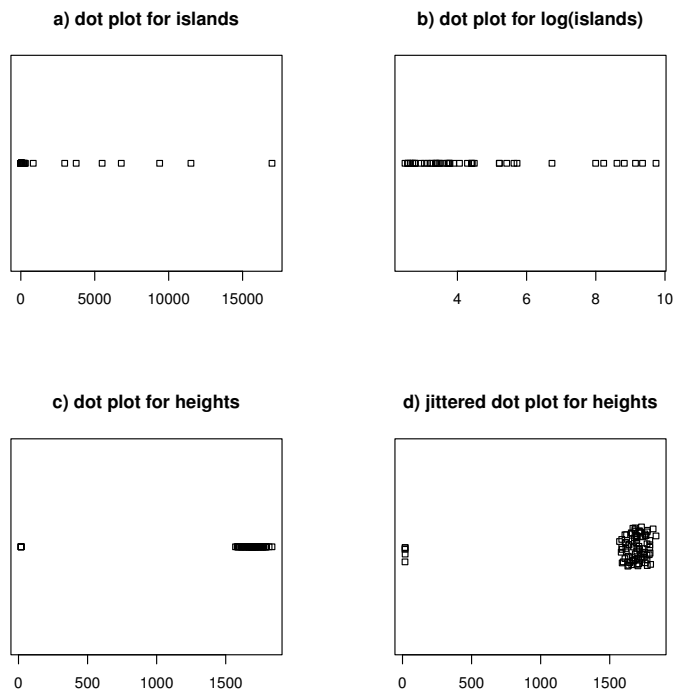 a) dot plot for islands
0 5000 10000 15000
b) dot plot for log(islands)
4 6 8 10
c) dot plot for heights
0 500 1000 1500
d) jittered dot plot for heights
0 500 1000 1500